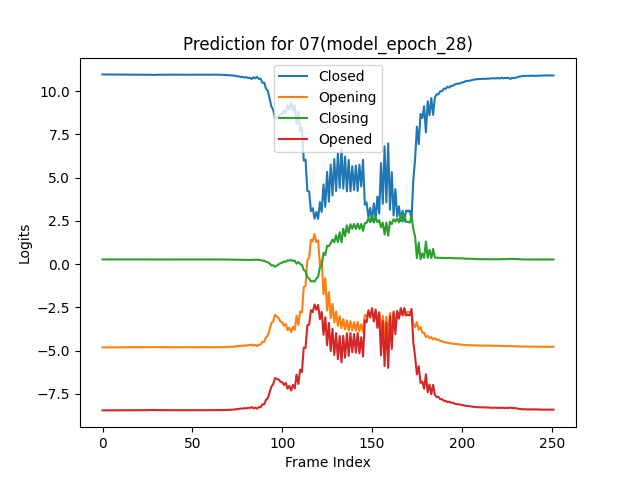 Prediction for 07(model_epoch_28)
Closed
Opening
Closing
Opened
10.0
7.5
5.0
2.5
0.0
−2.5
−5.0
−7.5
Logits
0 50 100 150 200 250
Frame Index